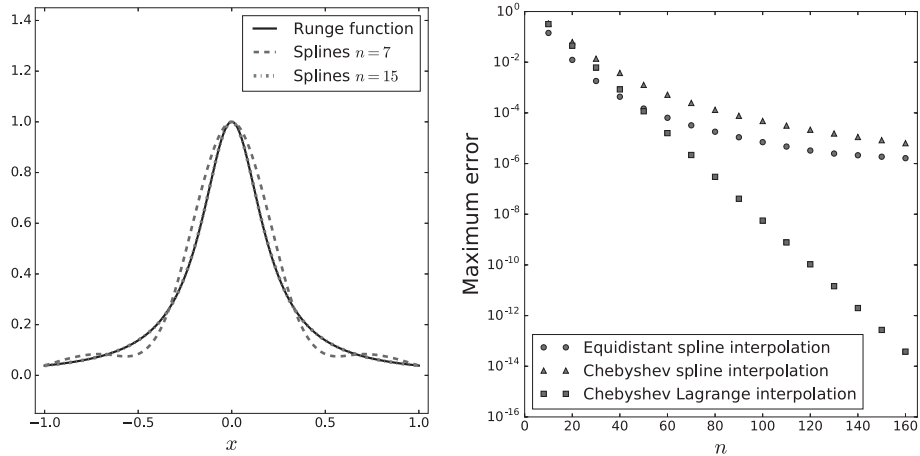 Runge function
Splines n=7
Splines n=15
1.4
1.2
1.0
0.8
0.6
0.4
0.2
0.0
−1.0 −0.5 0.0 0.5 1.0
x
Maximum error
10^0
10^-2
10^-4
10^-6
10^-8
10^-10
10^-12
10^-14
10^-16
Equidistant spline interpolation
Chebyshev spline interpolation
Chebyshev Lagrange interpolation
0 20 40 60 80 100 120 140 160
n